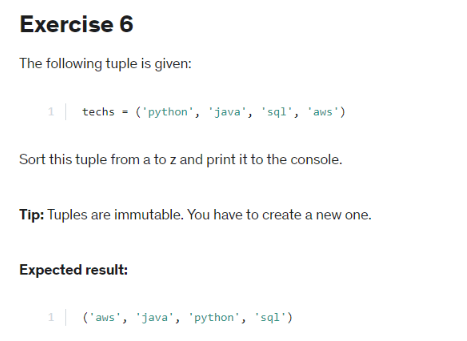 Exercise 6
The following tuple is given:
1 techs = ('python', 'java', 'sql', 'aws')
Sort this tuple from a to z and print it to the console.
Tip: Tuples are immutable. You have to create a new one.
Expected result:
1 ('aws', 'java', 'python', 'sql')